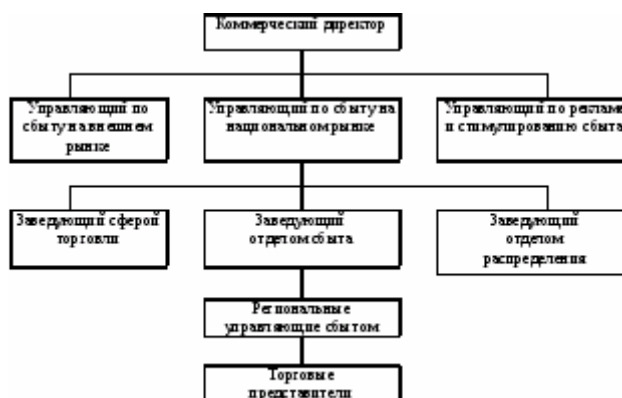 Коммерческий директор
Управляющий по
сбыту на внешнем
рынке
Управляющий по сбыту на
национальном рынке
Управляющий по рекламе
и стимулированию сбыта
Заведующий сферой
торговли
Заведующий
отделом сбыта
Заведующий
отделом
распределения
Региональные
управляющие сбытом
Торговые
представители